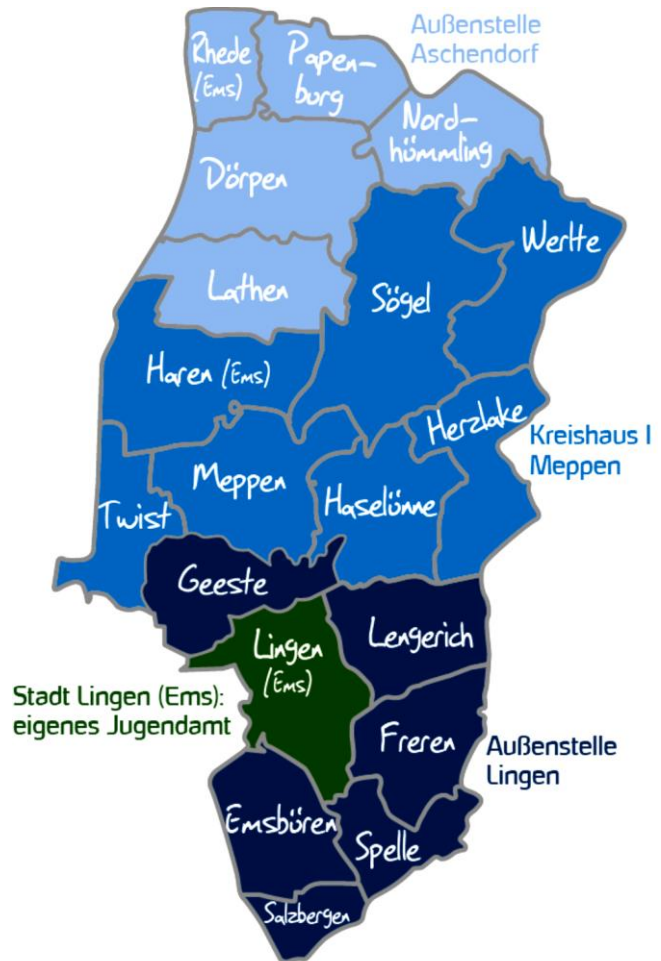 Außenstelle
Aschendorf
Rhede
(Ems)
Papen-
burg
Nord-
hümmling
Dörpen
Werlte
Lathen
Sögel
Haren (Ems)
Herzlake
Kreishaus I
Meppen
Meppen
Haselünne
Twist
Geeste
Lingen
(Ems)
Lengerich
Stadt Lingen (Ems):
eigenes Jugendamt
Freren
Außenstelle
Lingen
Emsbüren
Spelle
Salzbergen